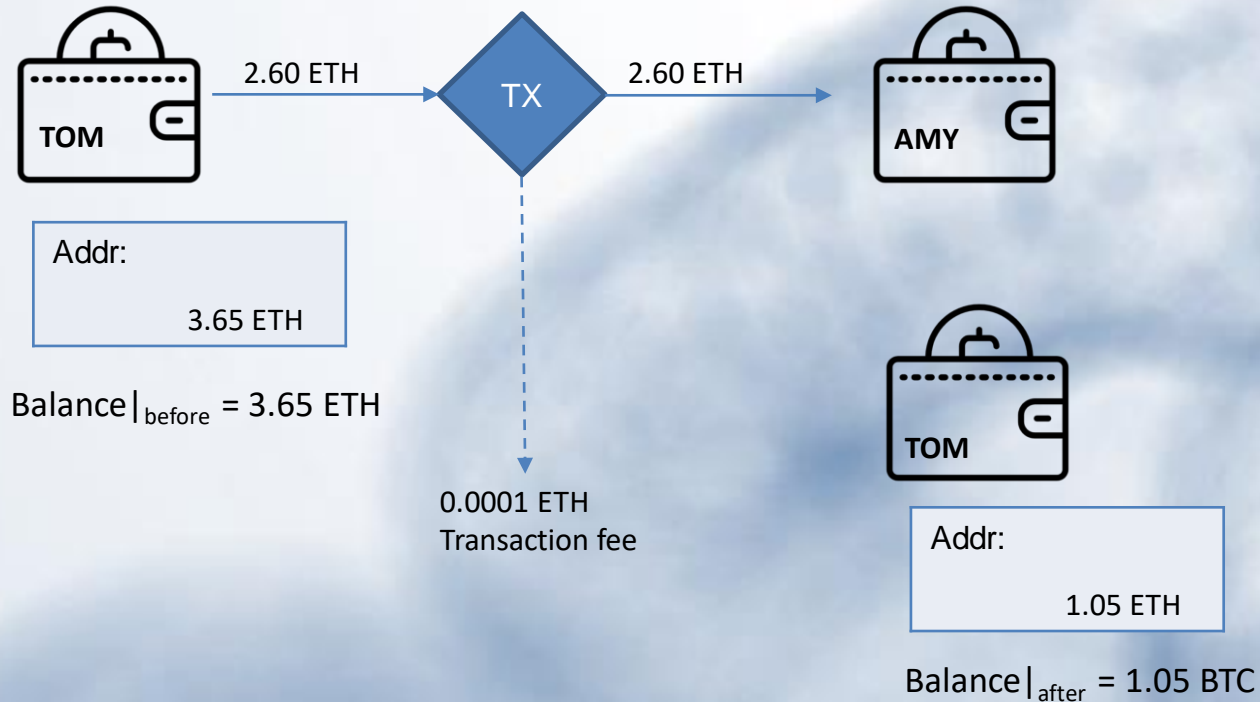 2.60 ETH
TX
2.60 ETH
TOM
AMY
Addr:
3.65 ETH
Balance|before = 3.65 ETH
0.0001 ETH
Transaction fee
TOM
Addr:
1.05 ETH
Balance|after = 1.05 BTC